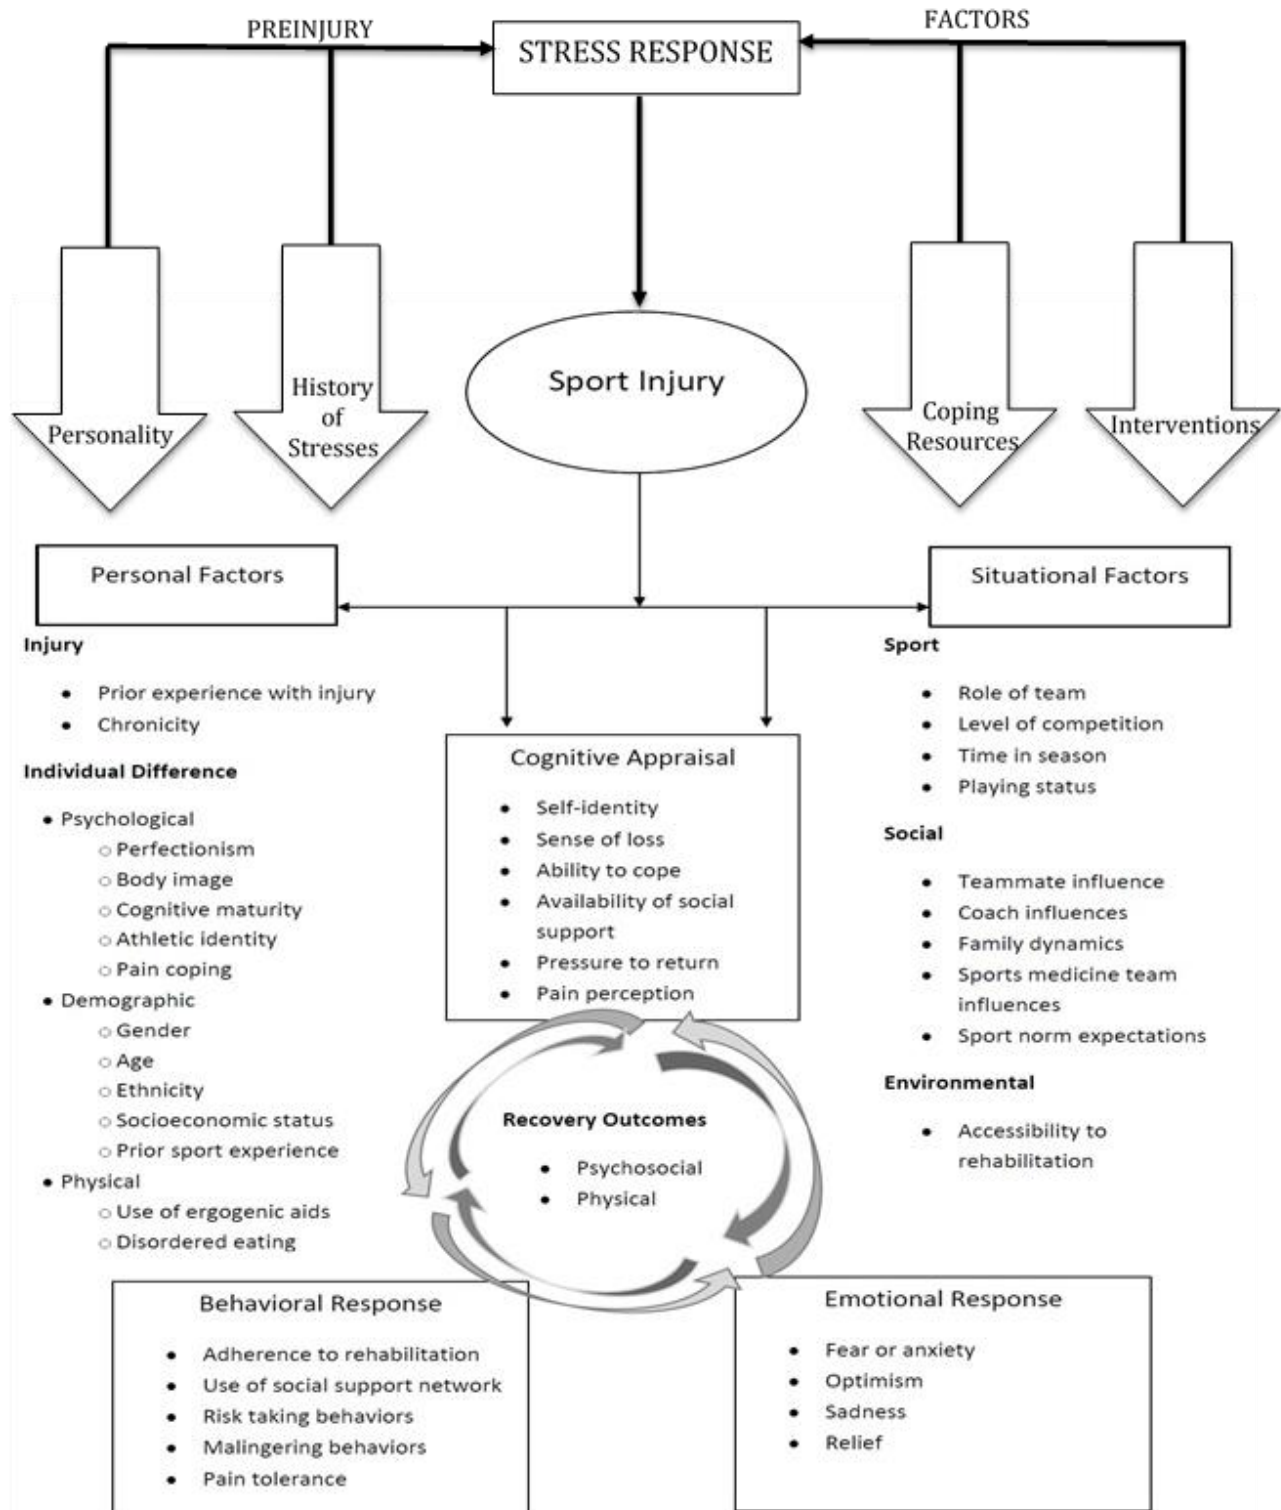 PREINJURY
FACTORS
STRESS RESPONSE
Personality
History
of
Stresses
Sport Injury
Coping
Resources
Interventions
Personal Factors
Injury
• Prior experience with injury
• Chronicity
Individual Difference
• Psychological
○ Perfectionism
○ Body image
○ Cognitive maturity
○ Athletic identity
○ Pain coping
• Demographic
○ Gender
○ Age
○ Ethnicity
○ Socioeconomic status
○ Prior sport experience
• Physical
○ Use of ergogenic aids
○ Disordered eating
Cognitive Appraisal
• Self-identity
• Sense of loss
• Ability to cope
• Availability of social
support
• Pressure to return
• Pain perception
Situational Factors
Sport
• Role of team
• Level of competition
• Time in season
• Playing status
Social
• Teammate influence
• Coach influences
• Family dynamics
• Sports medicine team
influences
• Sport norm expectations
Environmental
• Accessibility to
rehabilitation
Recovery Outcomes
• Psychosocial
• Physical
Behavioral Response
• Adherence to rehabilitation
• Use of social support network
• Risk taking behaviors
• Malingering behaviors
• Pain tolerance
Emotional Response
• Fear or anxiety
• Optimism
• Sadness
• Relief